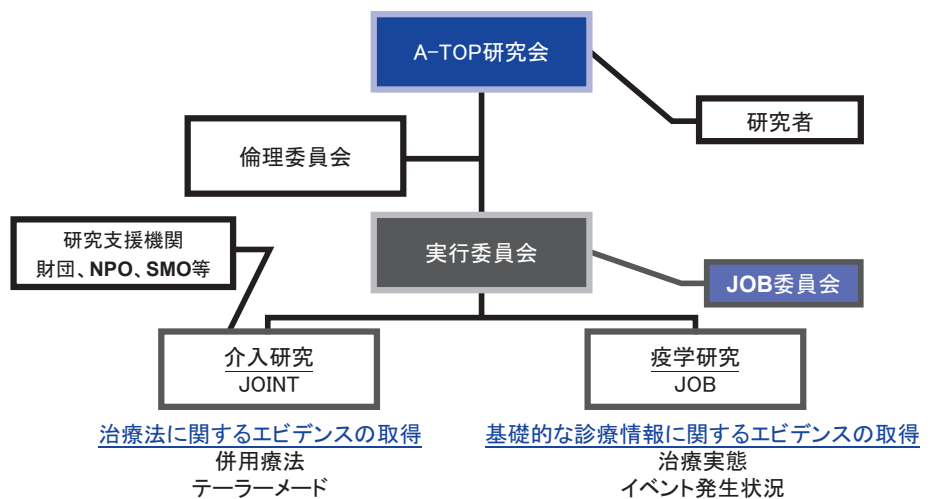 A-TOP研究会
研究者
倫理委員会
研究支援機関
財団、NPO、SMO等
実行委員会
JOB委員会
介入研究
JOINT
疫学研究
JOB
治療法に関するエビデンスの取得
併用療法
テーラーメード
基礎的な診療情報に関するエビデンスの取得
治療実態
イベント発生状況